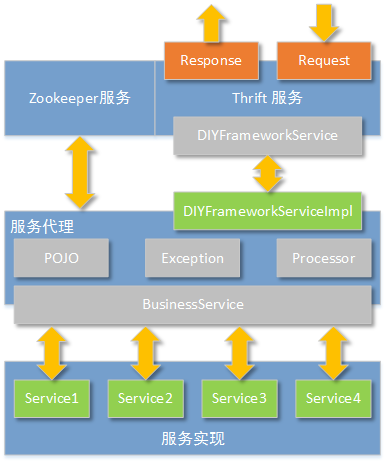 Response
Request
Zookeeper服务
Thrift 服务
DIYFrameworkService
DIYFrameworkServiceImpl
服务代理
POJO
Exception
Processor
BusinessService
Service1
Service2
Service3
Service4
服务实现